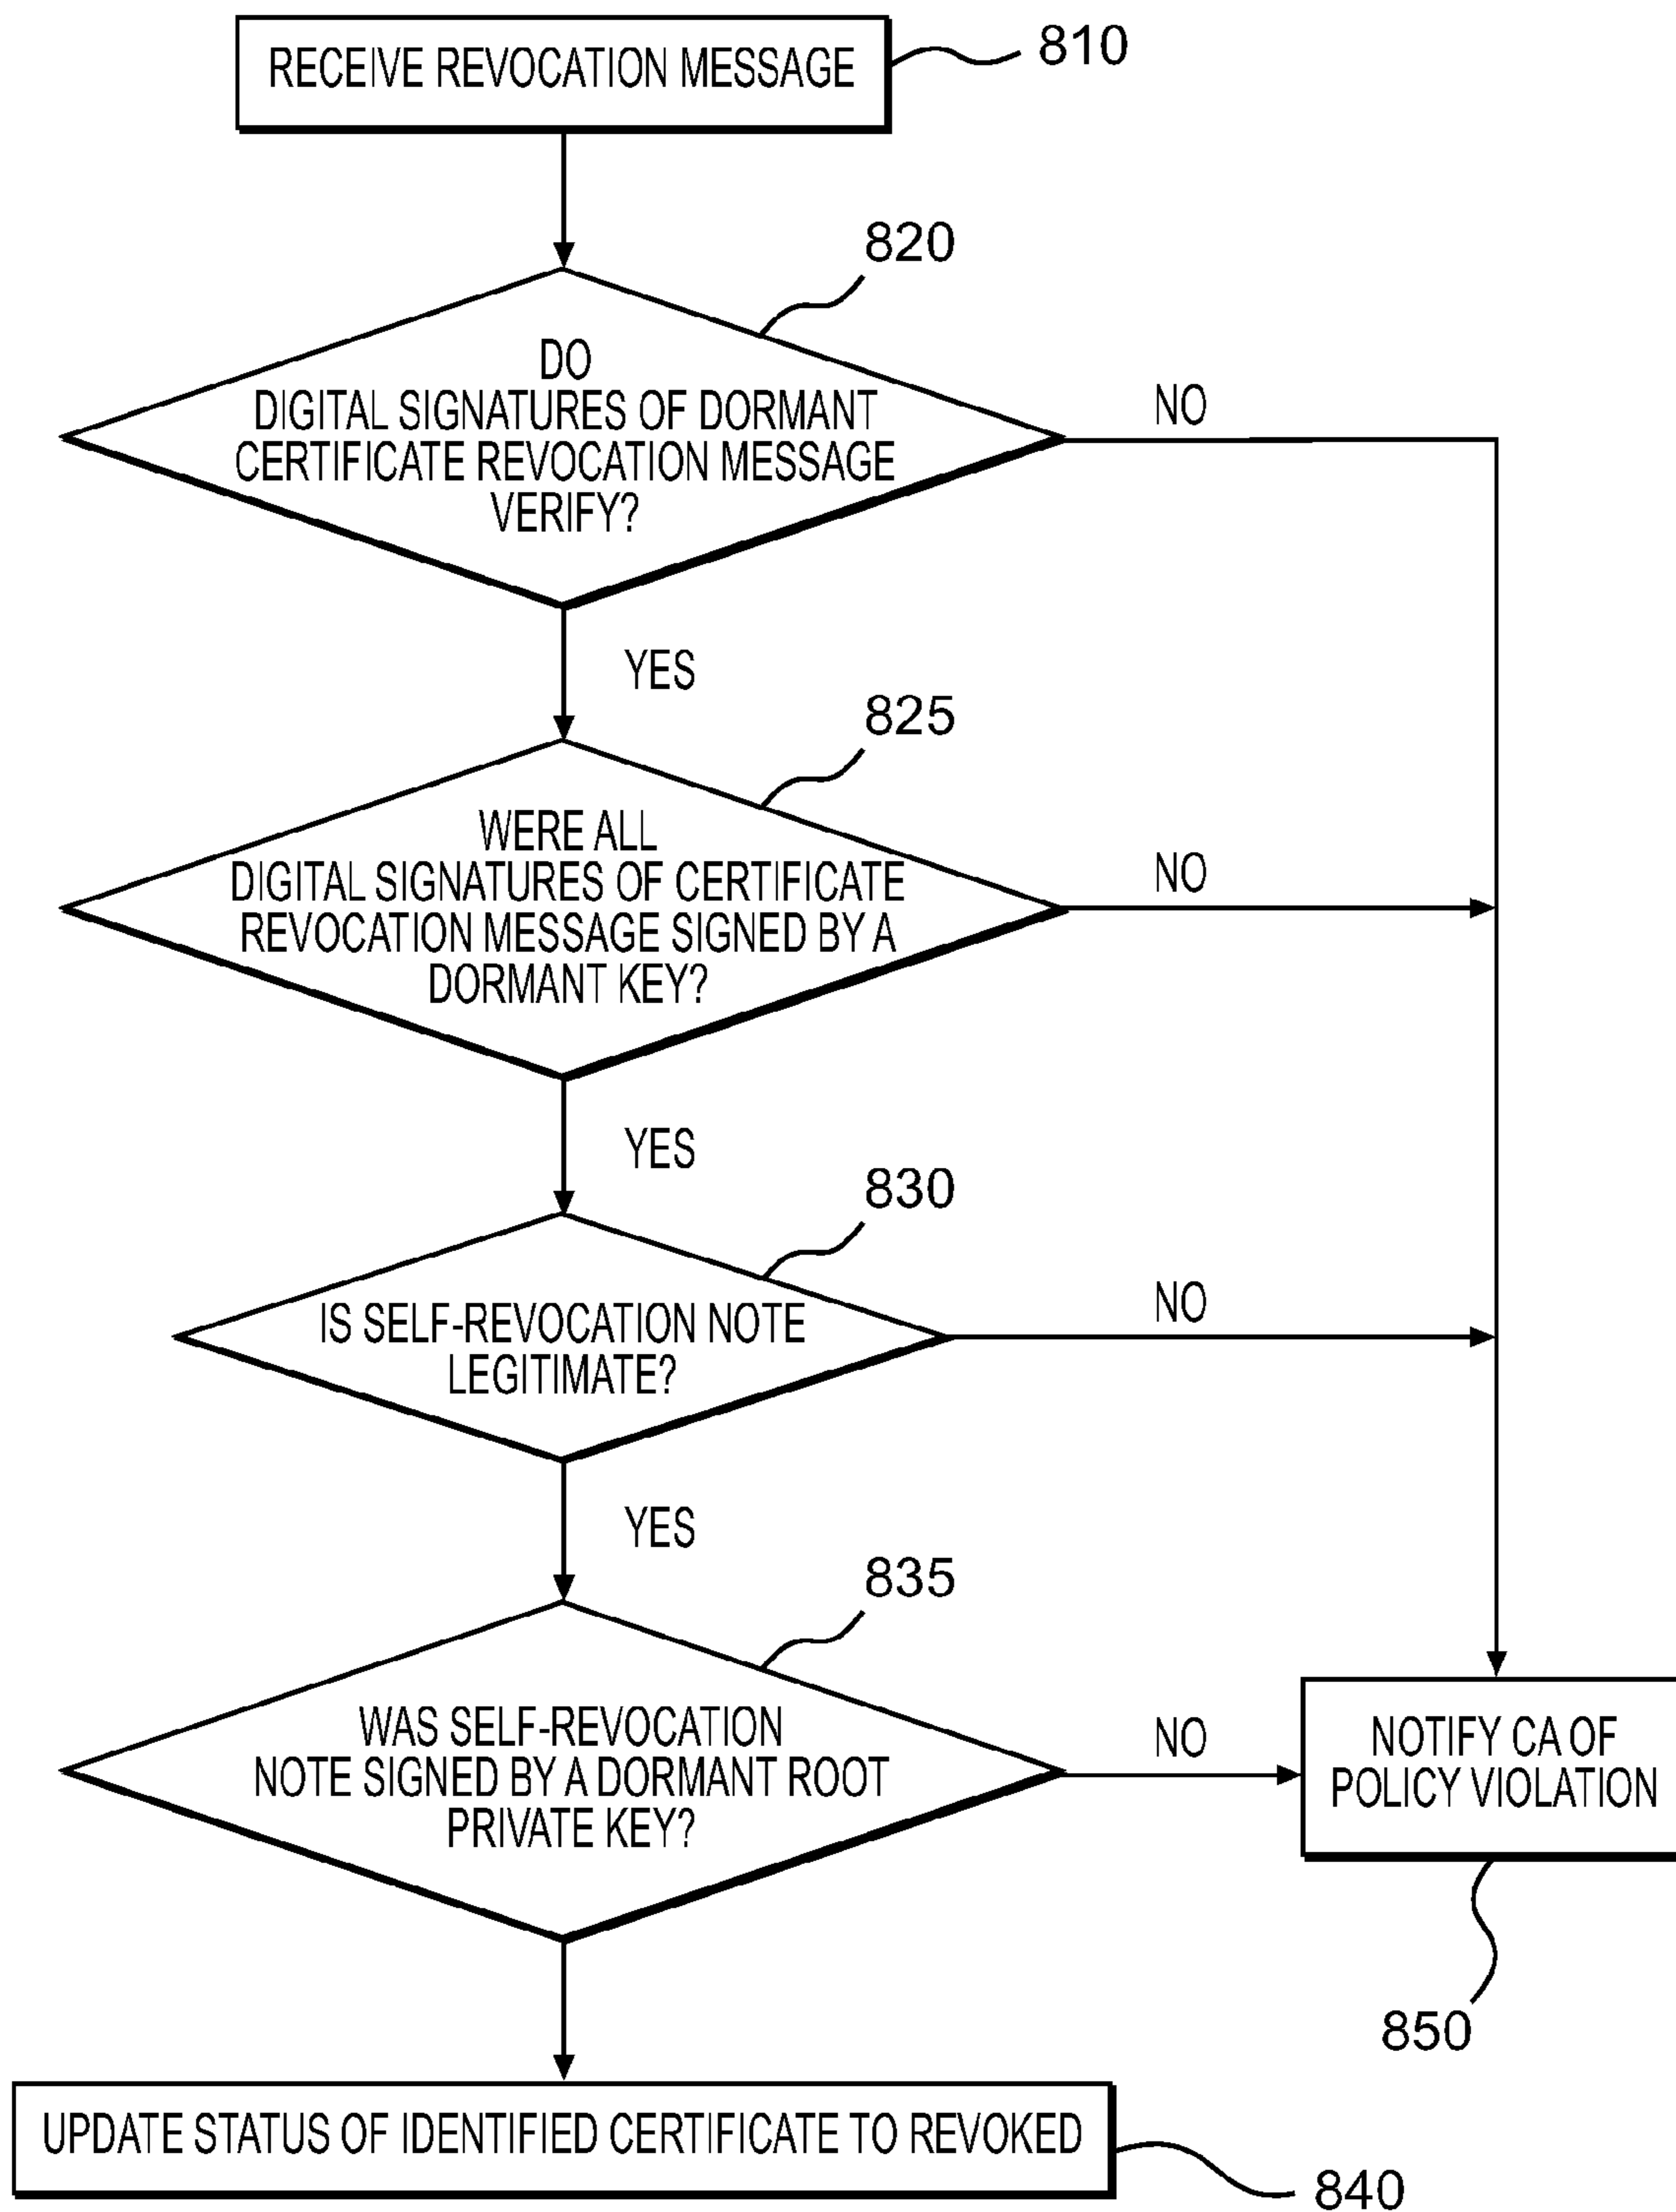 RECEIVE REVOCATION MESSAGE
810
820
DO
DIGITAL SIGNATURES OF DORMANT
CERTIFICATE REVOCATION MESSAGE
VERIFY?
NO
YES
825
WERE ALL
DIGITAL SIGNATURES OF CERTIFICATE
REVOCATION MESSAGE SIGNED BY A
DORMANT KEY?
NO
YES
830
IS SELF-REVOCATION NOTE
LEGITIMATE?
NO
YES
835
WAS SELF-REVOCATION
NOTE SIGNED BY A DORMANT ROOT
PRIVATE KEY?
NO
NOTIFY CA OF
POLICY VIOLATION
850
UPDATE STATUS OF IDENTIFIED CERTIFICATE TO REVOKED
840